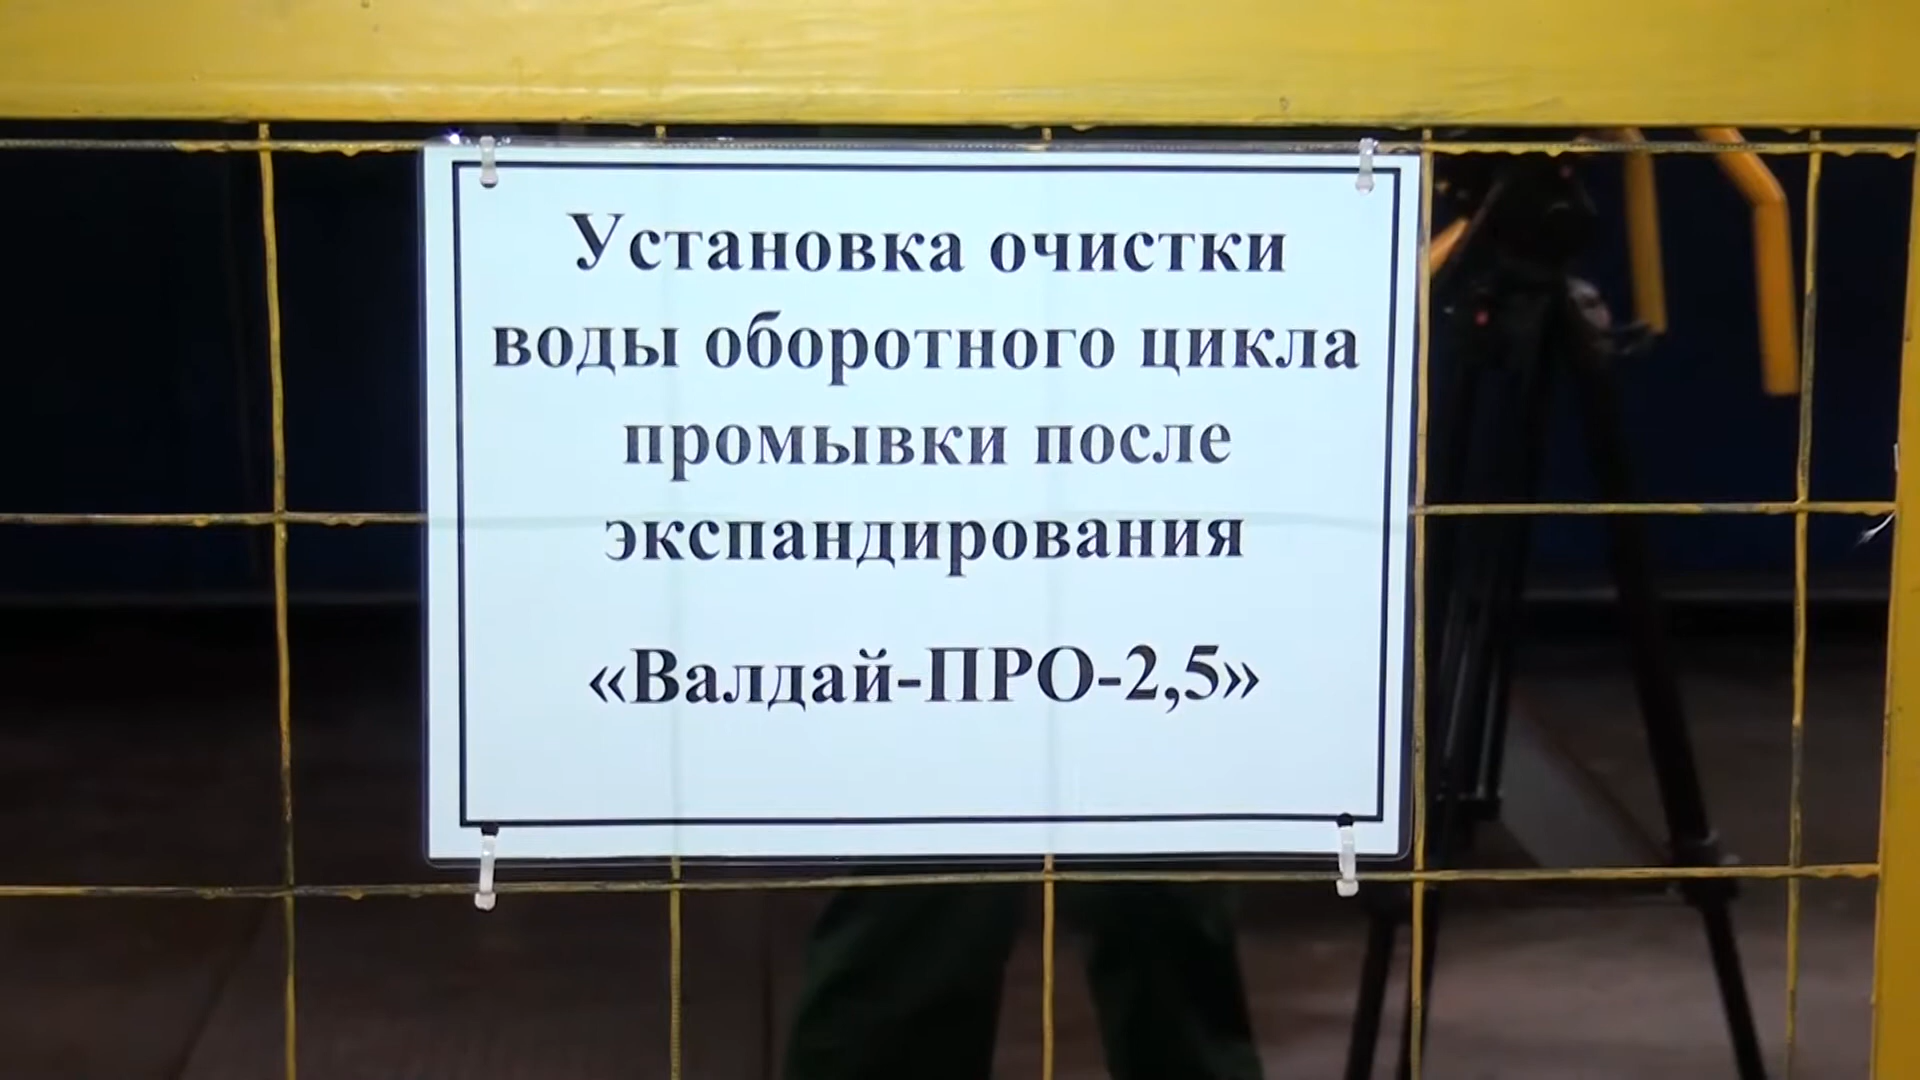 Установка очистки
воды оборотного цикла
промывки после
экспандирования
«Валдай-ПРО-2,5»